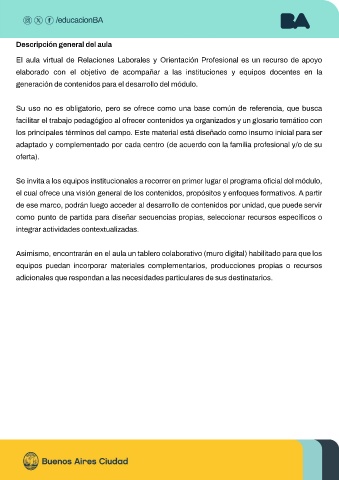 /educacionBA
BA
Descripción general del aula
El aula virtual de Relaciones Laborales y Orientación Profesional es un recurso de apoyo
elaborado con el objetivo de acompañar a las instituciones y equipos docentes en la
generación de contenidos para el desarrollo del módulo.
Su uso no es obligatorio, pero se ofrece como una base común de referencia, que busca
facilitar el trabajo pedagógico al ofrecer contenidos ya organizados y un glosario temático con
los principales términos del campo. Este material está diseñado como insumo inicial para ser
adaptado y complementado por cada centro (de acuerdo con la familia profesional y/o de su
oferta).
Se invita a los equipos institucionales a recorrer en primer lugar el programa oficial del módulo,
el cual ofrece una visión general de los contenidos, propósitos y enfoques formativos. A partir
de ese marco, podrán luego acceder al desarrollo de contenidos por unidad, que puede servir
como punto de partida para diseñar secuencias propias, seleccionar recursos específicos o
integrar actividades contextualizadas.
Asimismo, encontrarán en el aula un tablero colaborativo (muro digital) habilitado para que los
equipos puedan incorporar materiales complementarios, producciones propias o recursos
adicionales que respondan a las necesidades particulares de sus destinatarios.
Buenos Aires Ciudad